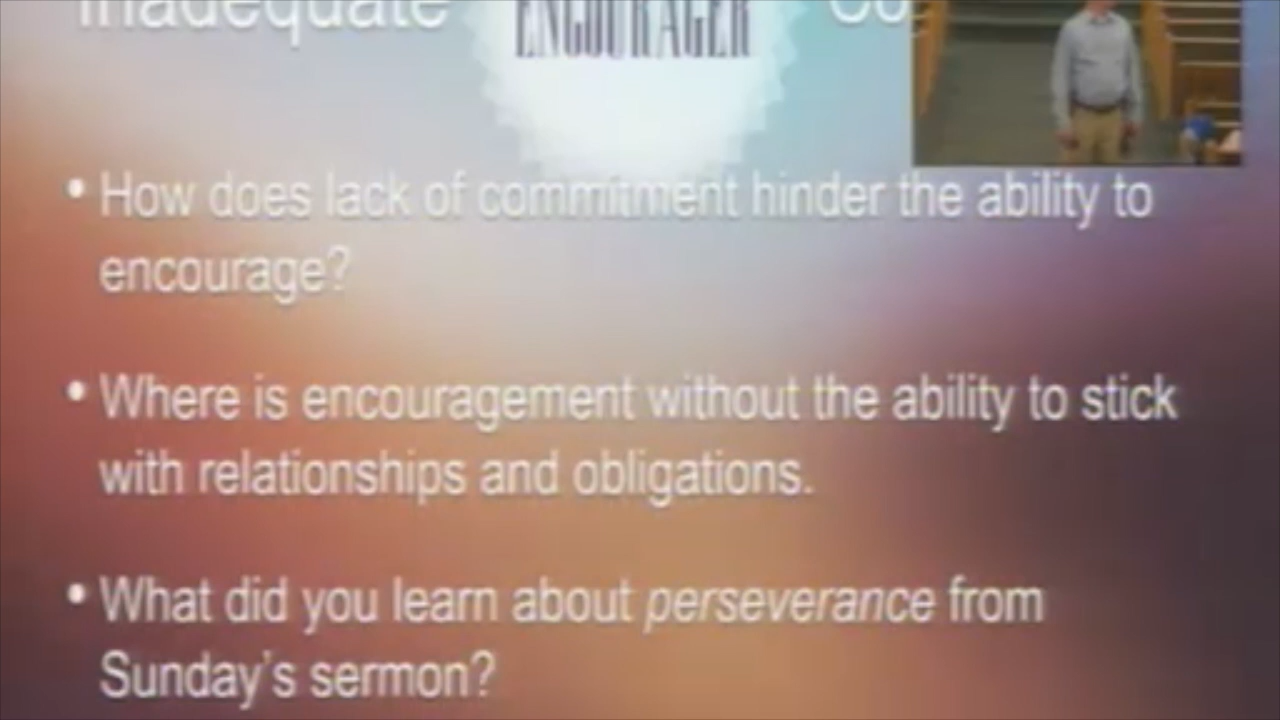 Inadequate ENCOURAGER
• How does lack of commitment hinder the ability to
encourage?
• Where is encouragement without the ability to stick
with relationships and obligations.
• What did you learn about perseverance from
Sunday's sermon?